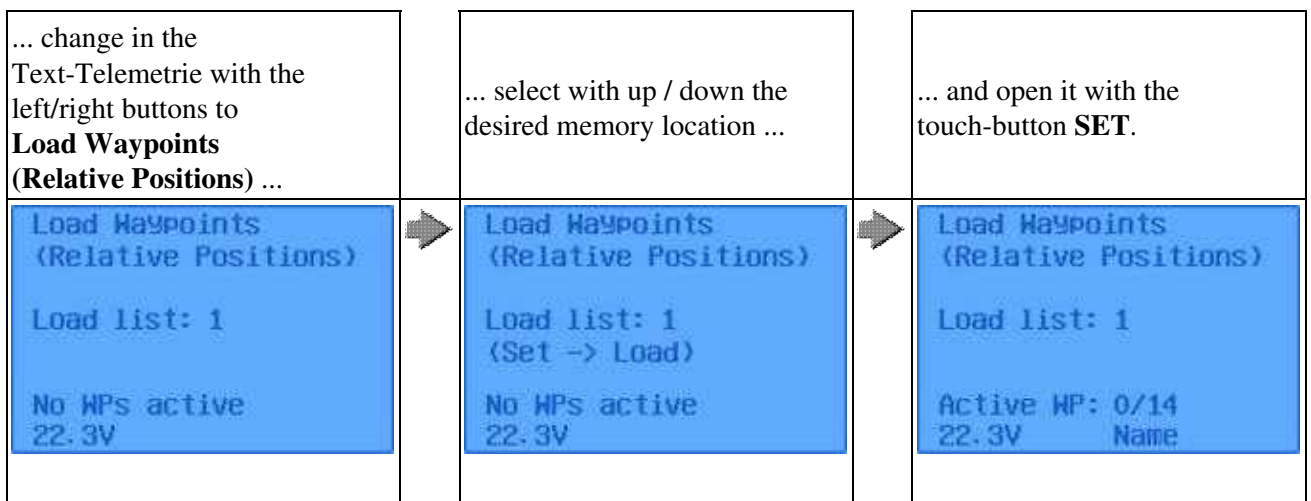 ... change in the
Text-Telemetrie with the
left/right buttons to
Load Waypoints
(Relative Positions) ...
... select with up / down the
desired memory location ...
... and open it with the
touch-button SET.
Load Waypoints
(Relative Positions)
Load list: 1
No WPs active
22.3V
Load Waypoints
(Relative Positions)
Load list: 1
(Set -> Load)
No WPs active
22.3V
Load Waypoints
(Relative Positions)
Load list: 1
Active WP: 0/14
22.3V Name